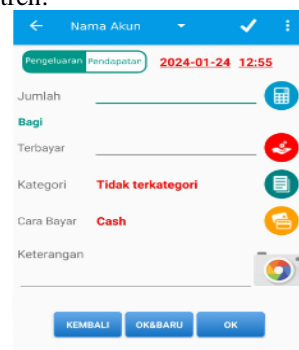 Nama Akun
Pengeluaran Pendapatan 2024-01-24 12:55
Jumlah
Bagi
Terbayar
Kategori Tidak terkategori
Cara Bayar Cash
Keterangan
KEMBALI OK&BARU OK